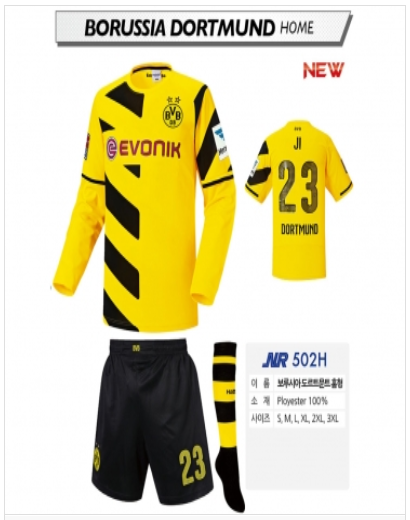 BORUSSIA DORTMUND HOME
NEW
BVB
09
EVONIK
JI
23
DORTMUND
23
NR 502H
이 름 보루시아 도르트문트 홈형
소 재 Ployester 100%
사이즈 S, M, L, XL, 2XL, 3XL